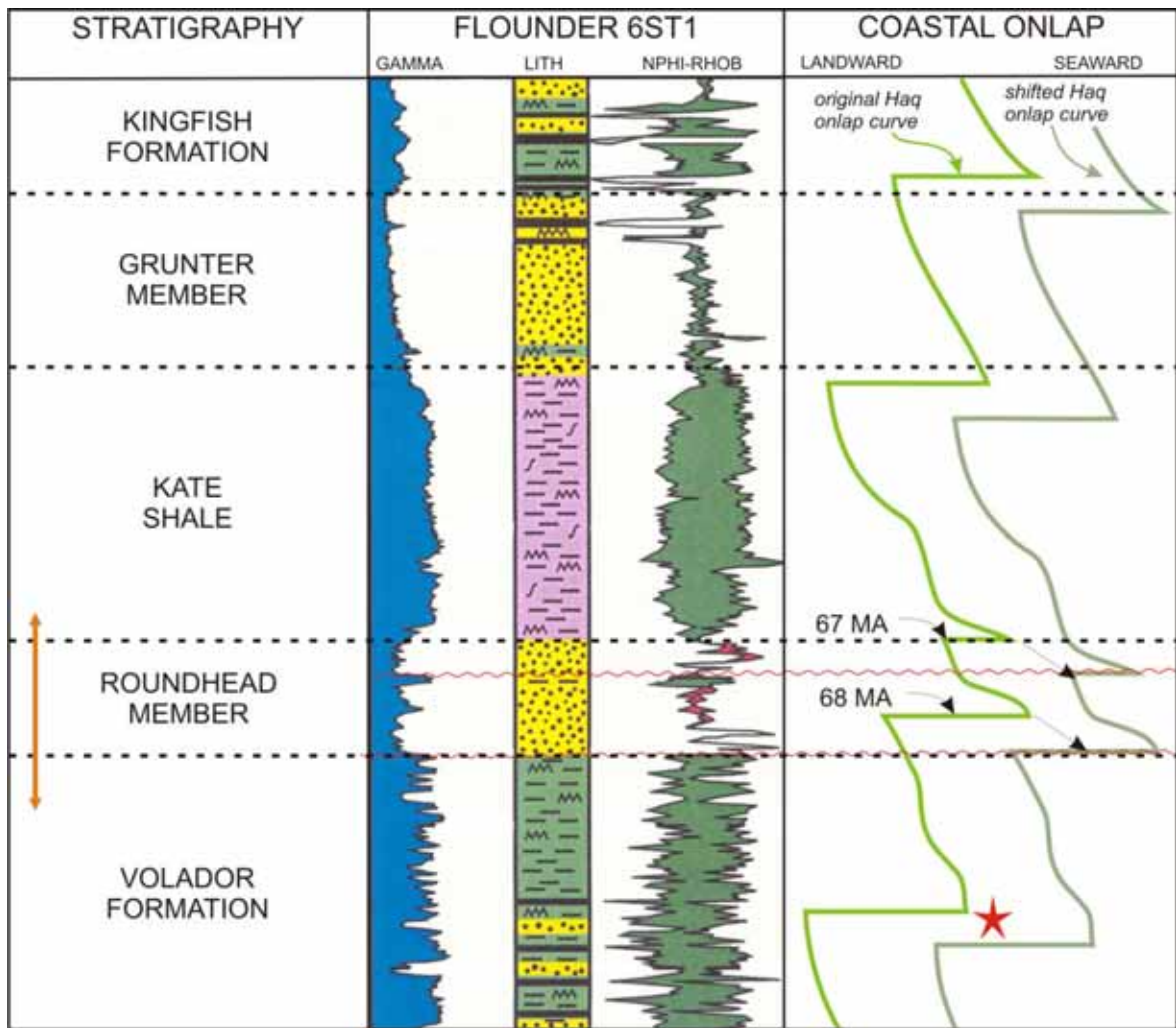 STRATIGRAPHY
FLOUNDER 6ST1
COASTAL ONLAP
GAMMA
LITH
NPHI-RHOB
LANDWARD
SEAWARD
KINGFISH
FORMATION
original Haq
onlap curve
shifted Haq
onlap curve
GRUNTER
MEMBER
KATE
SHALE
67 MA
ROUNDHEAD
MEMBER
68 MA
VOLADOR
FORMATION